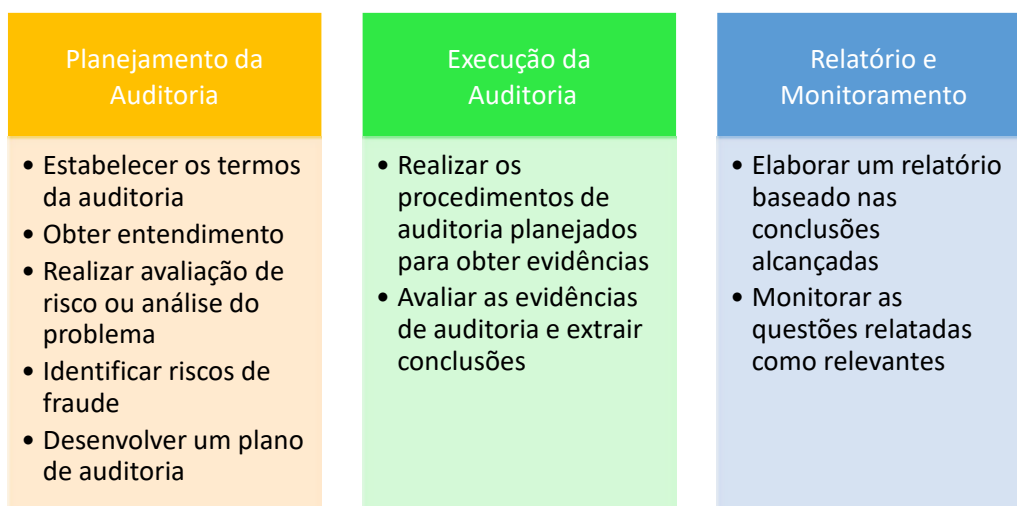 Planejamento da
Auditoria
• Estabelecer os termos
da auditoria
• Obter entendimento
• Realizar avaliação de
risco ou análise do
problema
• Identificar riscos de
fraude
• Desenvolver um plano
de auditoria
Execução da
Auditoria
• Realizar os
procedimentos de
auditoria planejados
para obter evidências
• Avaliar as evidências
de auditoria e extrair
conclusões
Relatório e
Monitoramento
• Elaborar um relatório
baseado nas
conclusões
alcançadas
• Monitorar as
questões relatadas
como relevantes